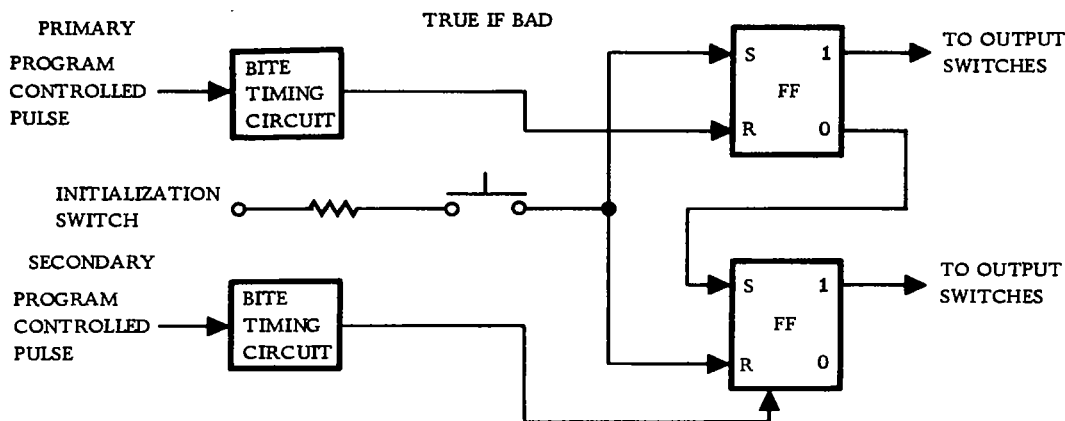 PRIMARY
TRUE IF BAD
PROGRAM
CONTROLLED
PULSE
BITE
TIMING
CIRCUIT
S 1
FF
R 0
TO OUTPUT
SWITCHES
INITIALIZATION
SWITCH
SECONDARY
PROGRAM
CONTROLLED
PULSE
BITE
TIMING
CIRCUIT
S 1
FF
R 0
TO OUTPUT
SWITCHES